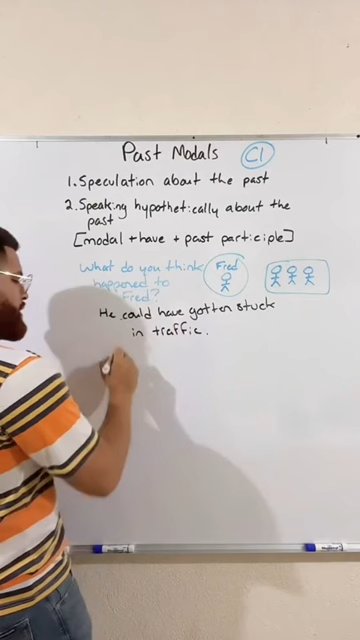 Past Modals
C1
1. Speculation about the past
2. Speaking hypothetically about the
past
[modal + have + past participle]
What do you think
happened to
Fred?
Fred
He could have gotten stuck
in traffic.